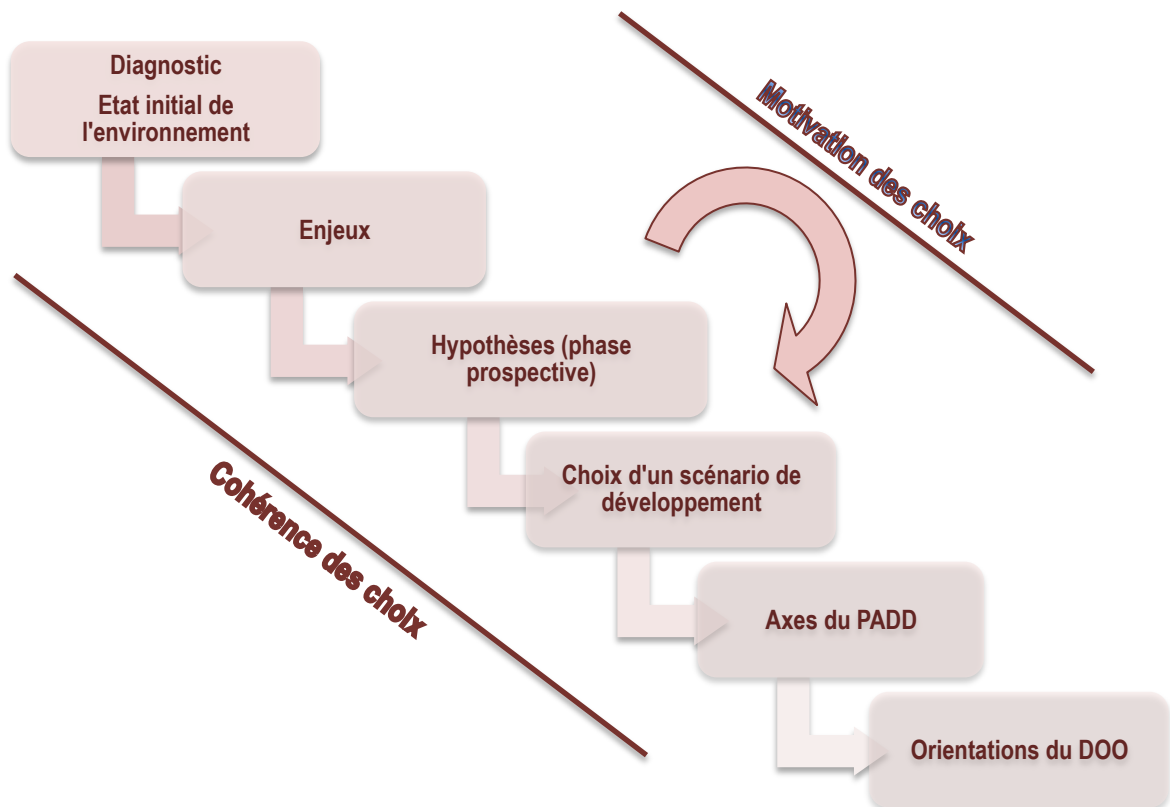 Diagnostic
Etat initial de
l'environnement
Motivation des choix
Enjeux
Hypothèses (phase
prospective)
Choix d'un scénario de
développement
Cohérence des choix
Axes du PADD
Orientations du DOO